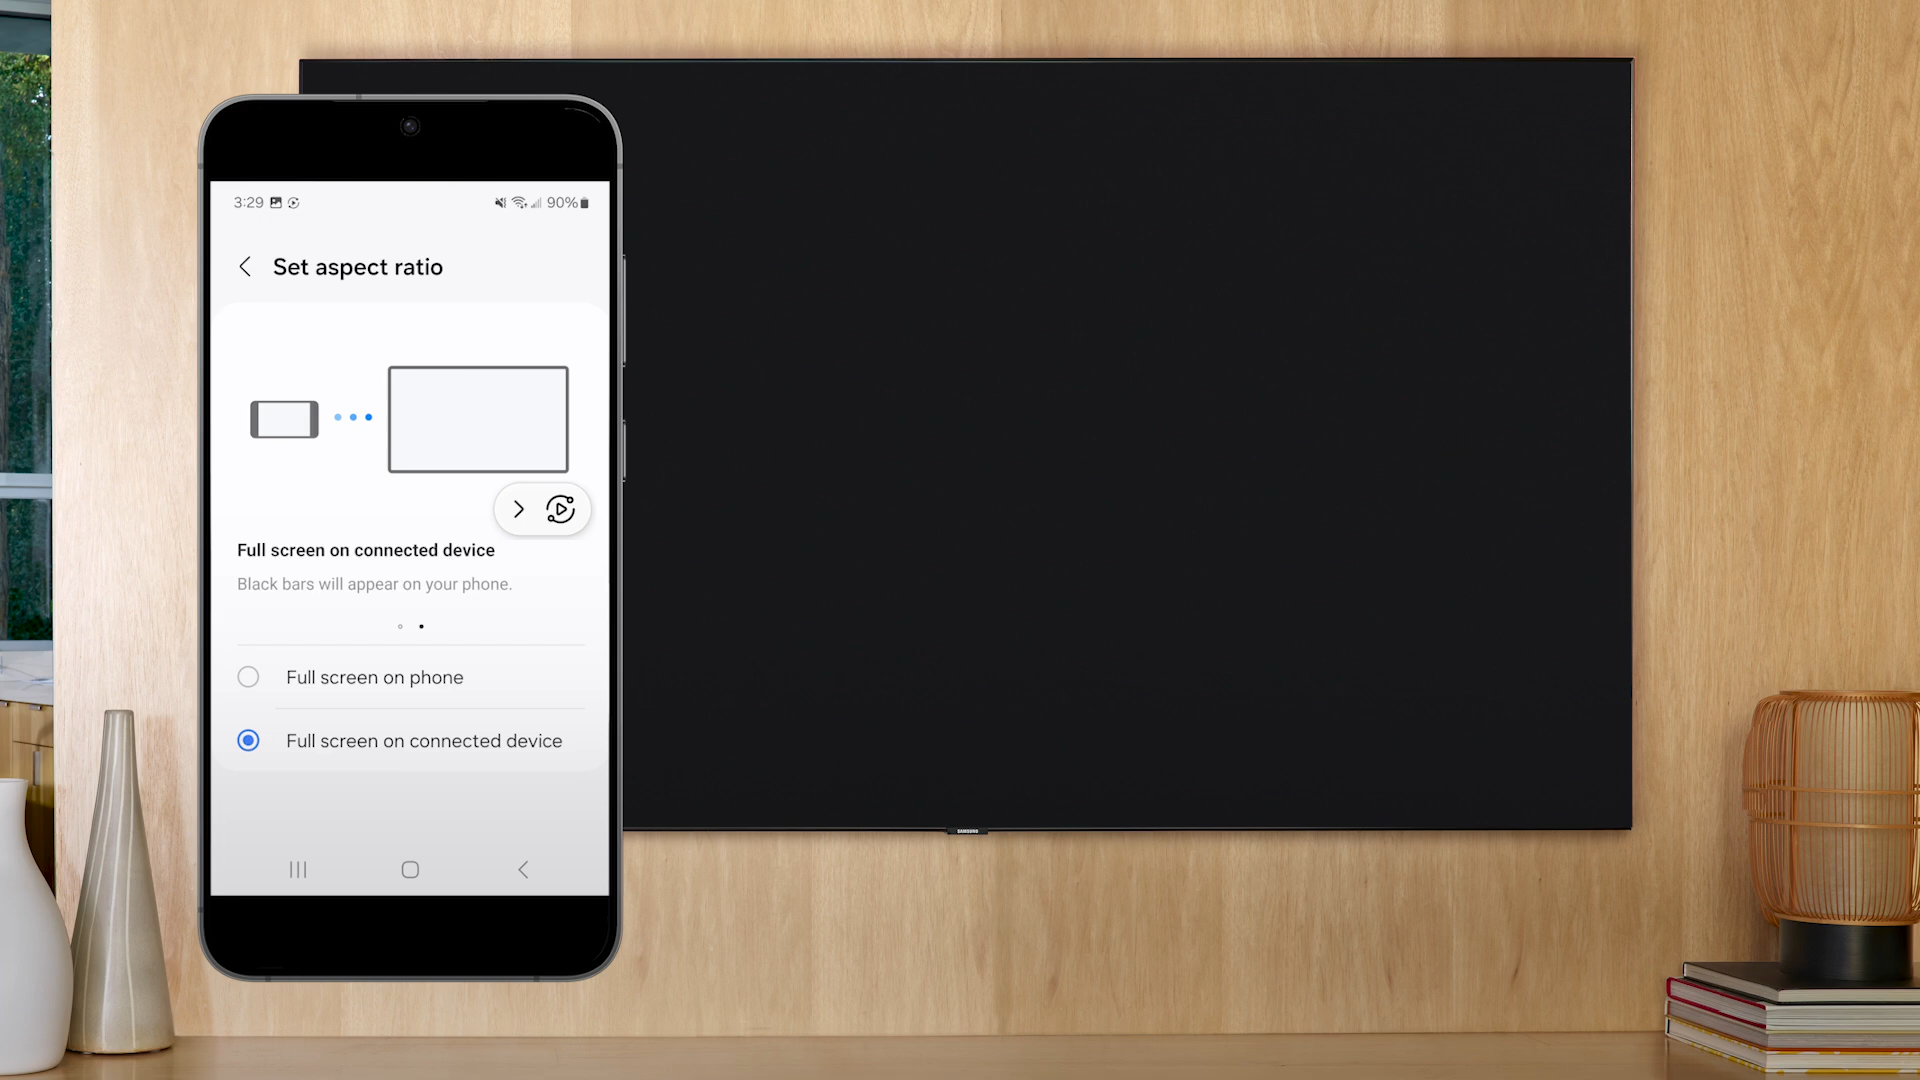 3:29 90%
Set aspect ratio
Full screen on connected device
Black bars will appear on your phone.
Full screen on phone
Full screen on connected device
SAMSUNG